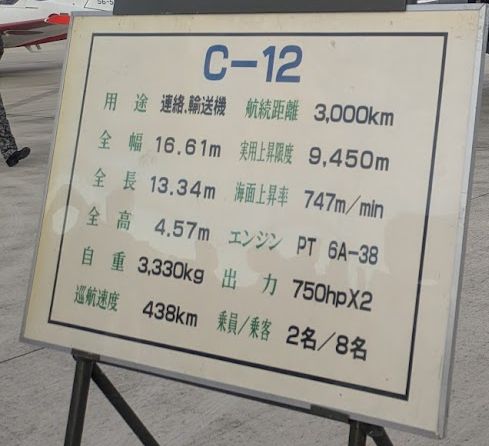 C-12
用途 連絡,輸送機 航続距離 3,000km
全幅 16.61m 実用上昇限度 9,450m
全長 13.34m 海面上昇率 747m/min
全高 4.57m エンジン PT 6A-38
自重 3,330kg 出力 750hpX2
巡航速度 438km 乗員/乗客 2名/8名